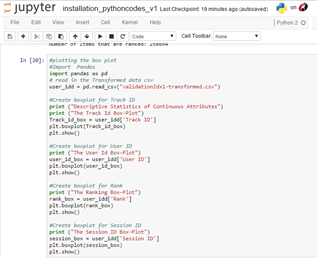 jupyter installation_pythoncodes_v1 Last Checkpoint: 19 minutes ago (autosaved)
File Edit View Insert Cell Kernel Help Python 2
Code Cell Toolbar: None
Number of items that are ranked:
In [20]: #plotting the box plot
#Import Pandas
import pandas as pd
# read in the Transformed data csv
user_idd = pd.read_csv("validationIdx1-transformed.csv")
#Create boxplot for Track ID
print ("Descriptive Statistics of Continuous Attributes")
print ("The Track Id Box-Plot")
Track_id_box = user_idd['Track ID']
plt.boxplot(Track_id_box)
plt.show()
#Create boxplot for User ID
print ("The User Id Box-Plot")
user_id_box = user_idd['User ID']
plt.boxplot(user_id_box)
plt.show()
#Create boxplot for Rank
print ("The Ranking Box-Plot")
rank_box = user_idd['Rank']
plt.boxplot(rank_box)
plt.show()
#Create boxplot for Session ID
print ("The Session ID Box-Plot")
session_box = user_idd['Session ID']
plt.boxplot(session_box)
plt.show()